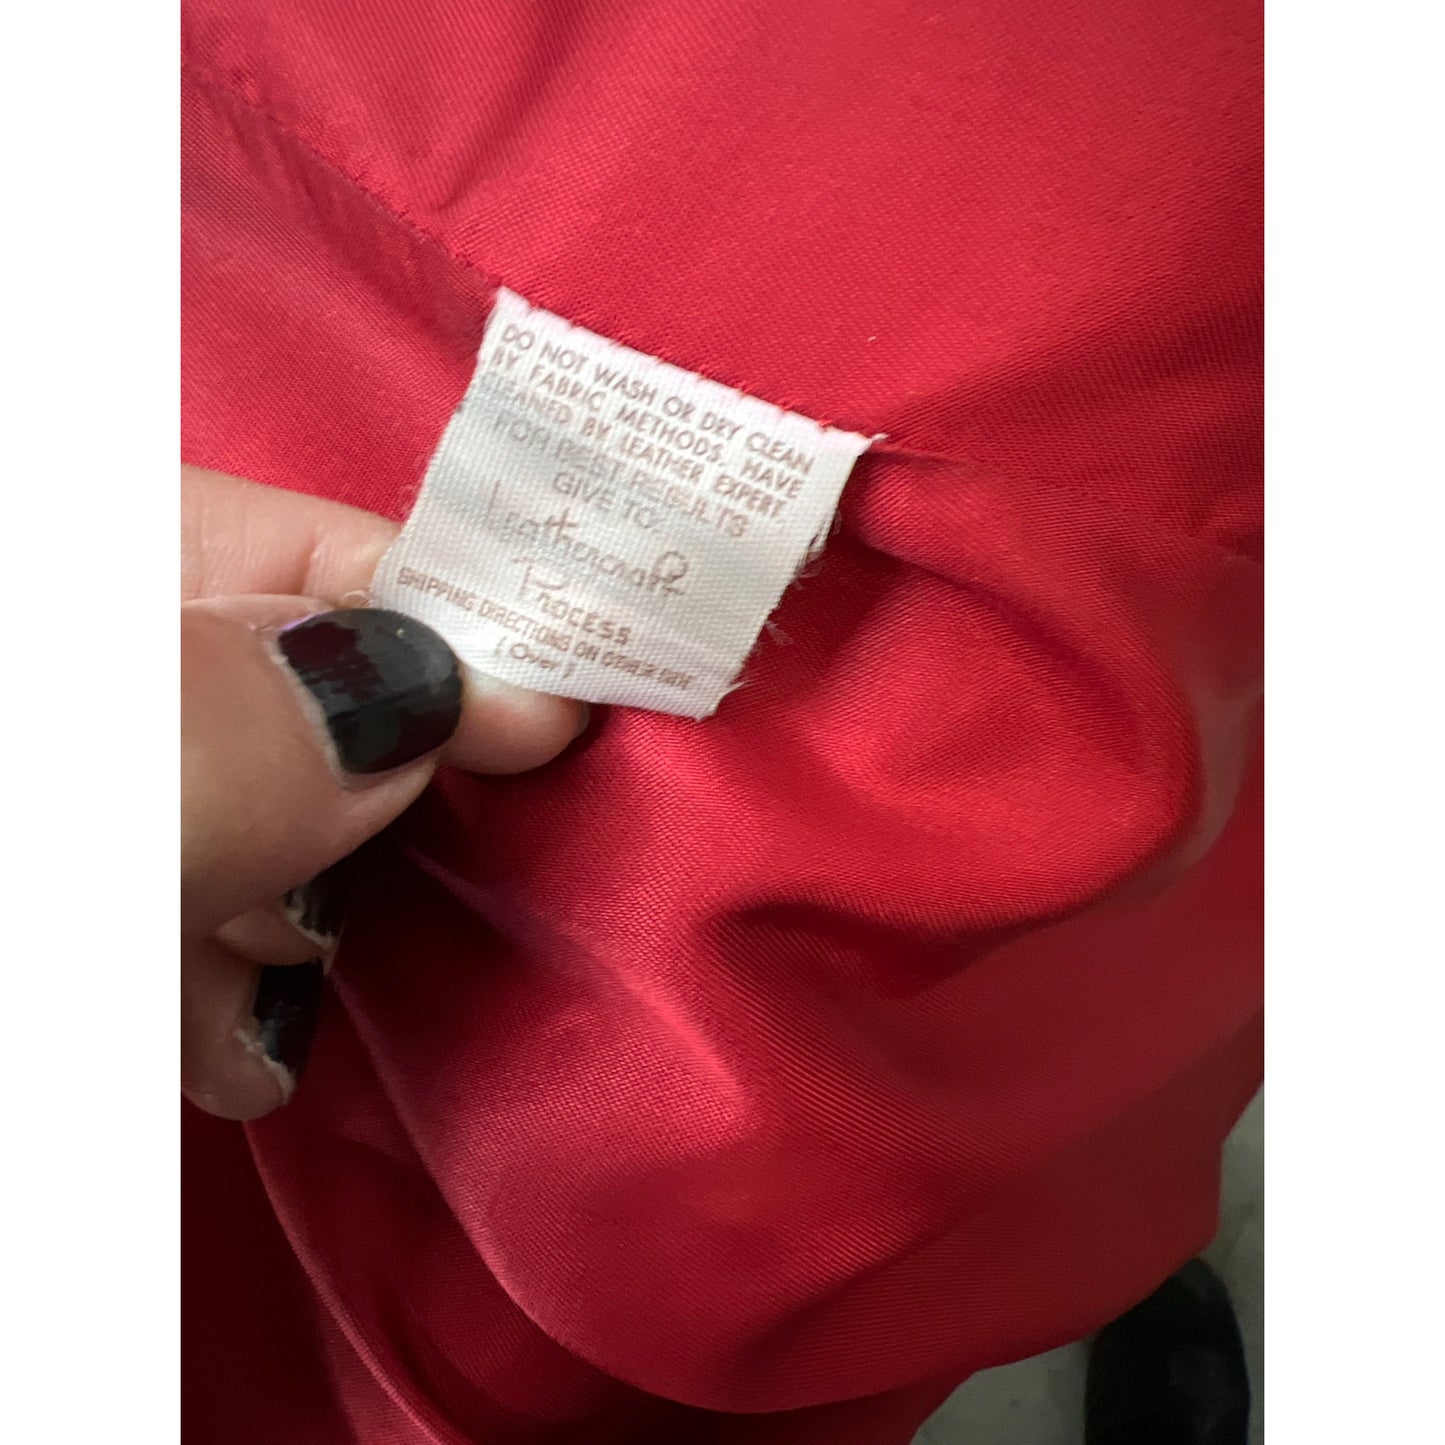 DO NOT WASH OR DRY CLEAN
BY FABRIC METHODS. HAVE
CLEANED BY LEATHER EXPERT.
FOR BEST RESULTS
GIVE TO:
Leathercraft
Process
SHIPPING DIRECTIONS ON OTHER SIDE
(Over)